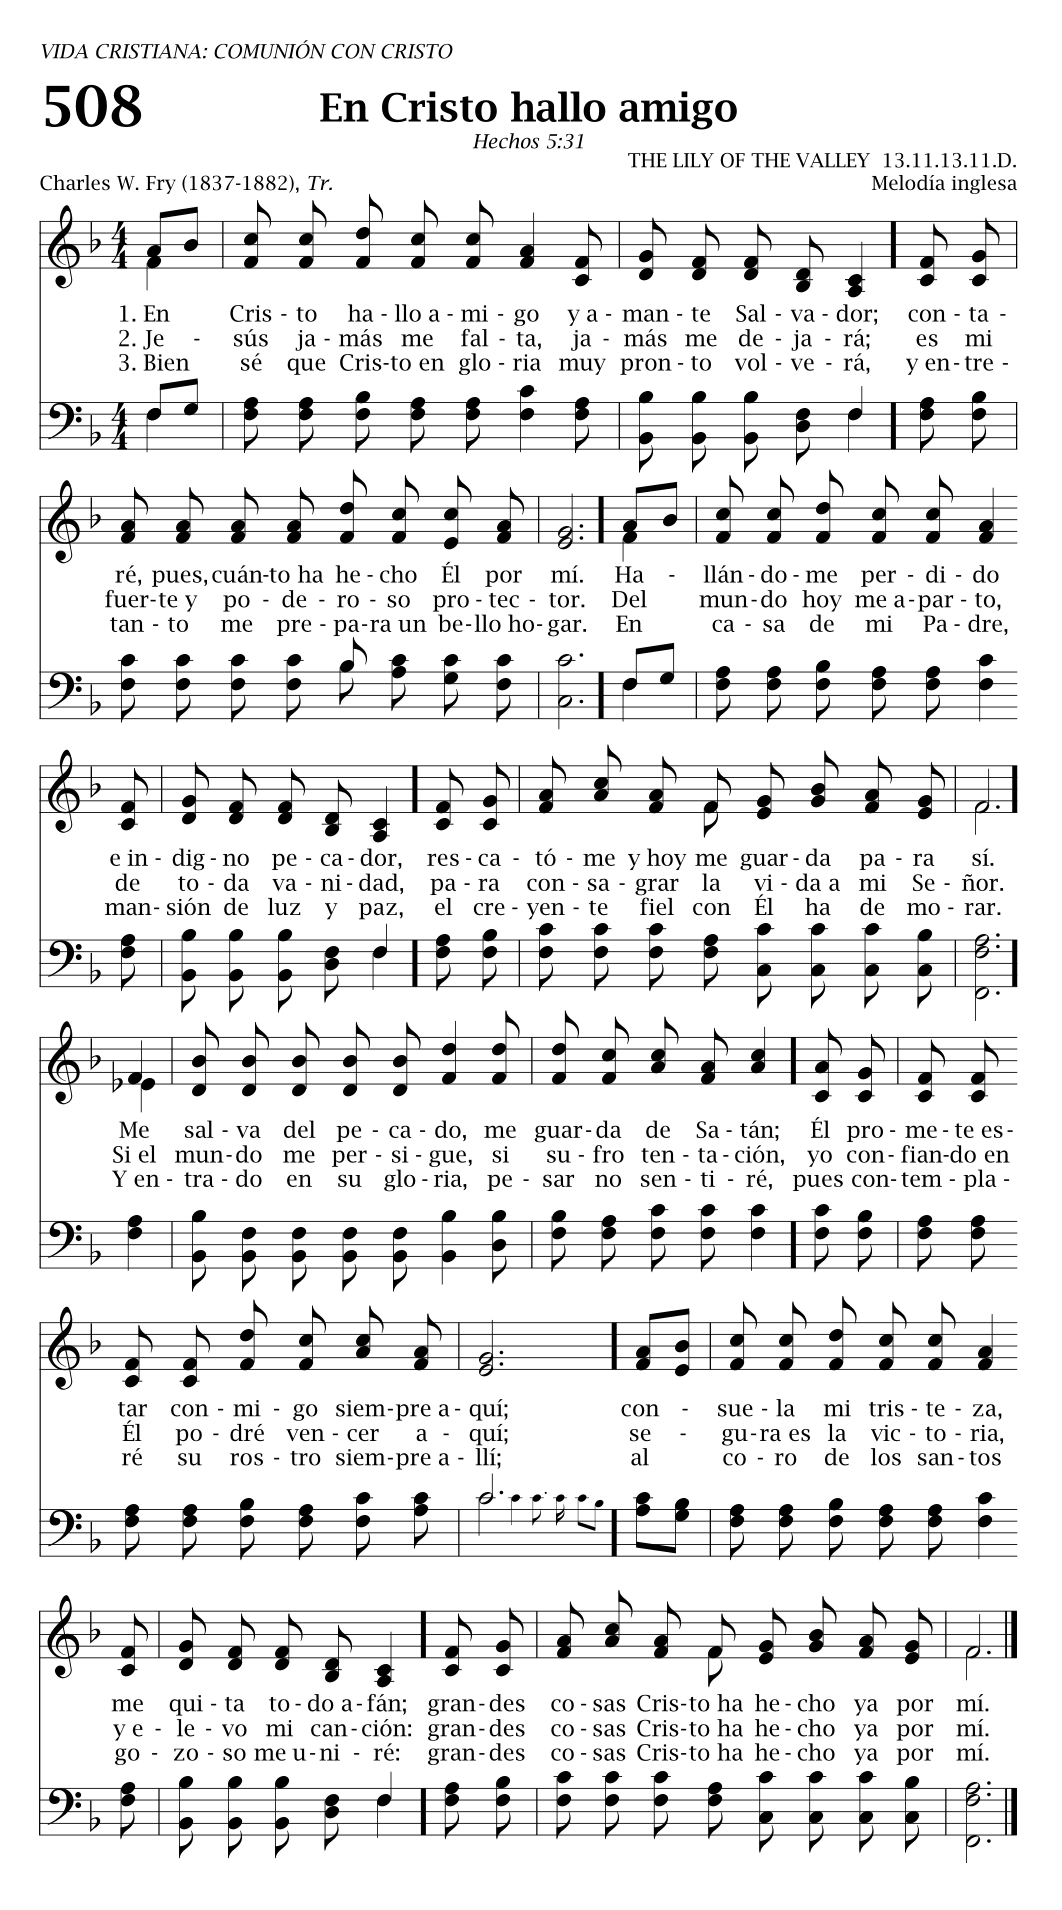 VIDA CRISTIANA: COMUNIÓN CON CRISTO
508
En Cristo hallo amigo
Hechos 5:31
THE LILY OF THE VALLEY 13.11.13.11.D.
Charles W. Fry (1837-1882), Tr.
Melodía inglesa
1. En Cris - to ha - llo a - mi - go y a - man - te Sal - va - dor; con - ta -
2. Je - sús ja - más me fal - ta, ja - más me de - ja - rá; es mi
3. Bien sé que Cris - to en glo - ria muy pron - to vol - ve - rá, y en - tre -
ré, pues, cuán - to ha he - cho Él por mí. Ha - llán - do - me per - di - do
fuer - te y po - de - ro - so pro - tec - tor. Del mun - do hoy me a - par - to,
tan - to me pre - pa - ra un be - llo ho - gar. En ca - sa de mi Pa - dre,
e in - dig - no pe - ca - dor, res - ca - tó - me y hoy me guar - da pa - ra sí.
de to - da va - ni - dad, pa - ra con - sa - grar la vi - da a mi Se - ñor.
man - sión de luz y paz, el cre - yen - te fiel con Él ha de mo - rar.
Me sal - va del pe - ca - do, me guar - da de Sa - tán; Él pro - me - te es -
Si el mun - do me per - si - gue, si su - fro ten - ta - ción, yo con - fian - do en
Y en - tra - do en su glo - ria, pe - sar no sen - ti - ré, pues con - tem - pla -
tar con - mi - go siem - pre a - quí; con - sue - la mi tris - te - za,
Él po - dré ven - cer a - quí; se - gu - ra es la vic - to - ria,
ré su ros - tro siem - pre a - llí; al co - ro de los san - tos
me qui - ta to - do a - fán; gran - des co - sas Cris - to ha he - cho ya por mí.
y e - le - vo mi can - ción: gran - des co - sas Cris - to ha he - cho ya por mí.
go - zo - so me u - ni - ré: gran - des co - sas Cris - to ha he - cho ya por mí.